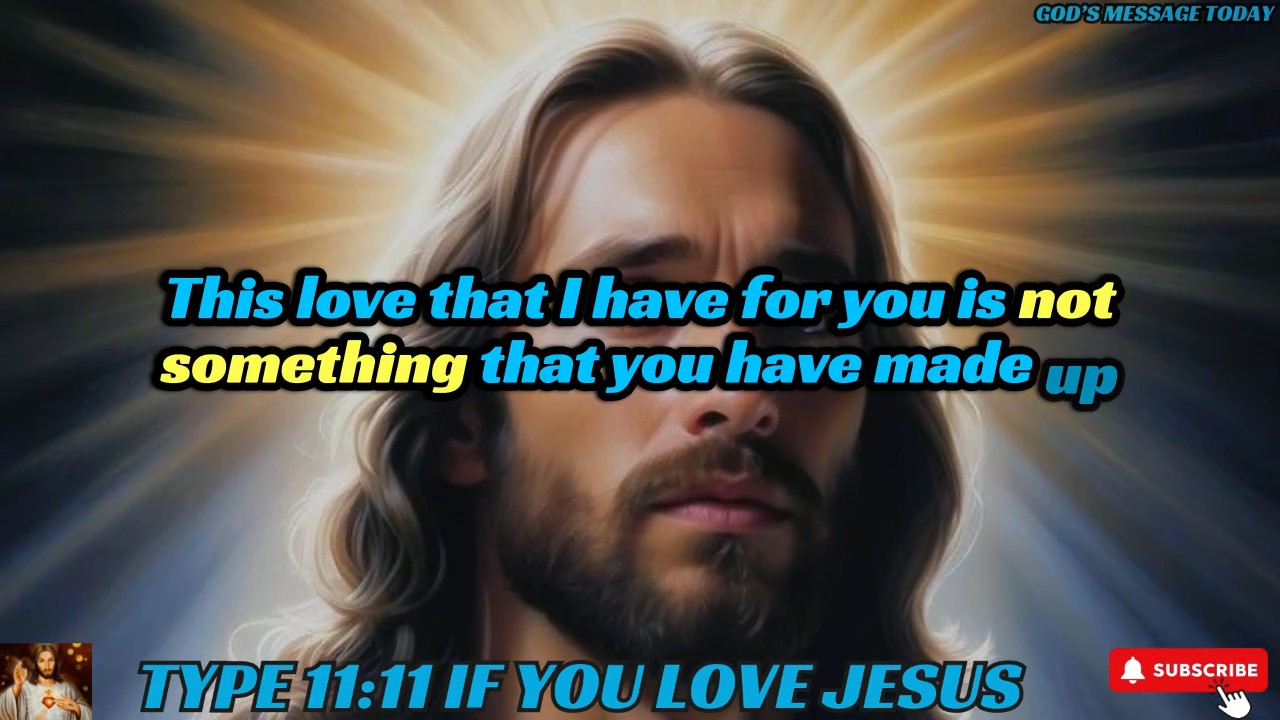 GOD'S MESSAGE TODAY
This love that I have for you is not
something that you have made up
TYPE 11:11 IF YOU LOVE JESUS
SUBSCRIBE